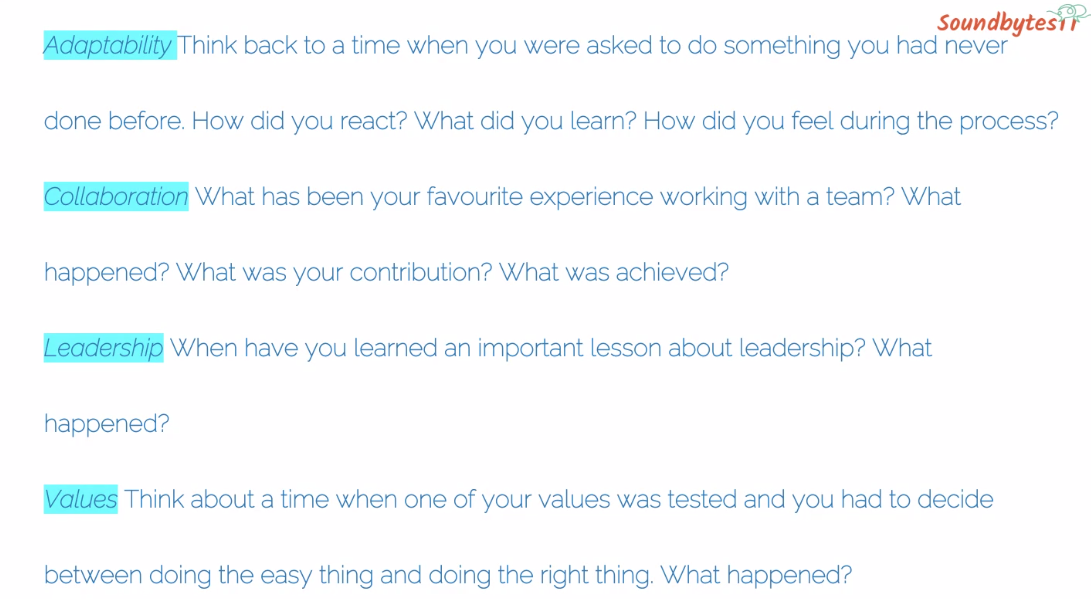 Soundbytes11
Adaptability Think back to a time when you were asked to do something you had never
done before. How did you react? What did you learn? How did you feel during the process?
Collaboration What has been your favourite experience working with a team? What
happened? What was your contribution? What was achieved?
Leadership When have you learned an important lesson about leadership? What
happened?
Values Think about a time when one of your values was tested and you had to decide
between doing the easy thing and doing the right thing. What happened?